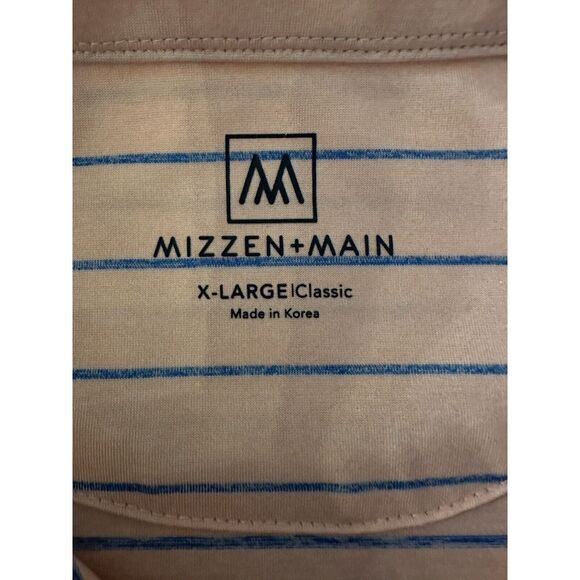 M
MIZZEN+MAIN
X-LARGE|Classic
Made in Korea